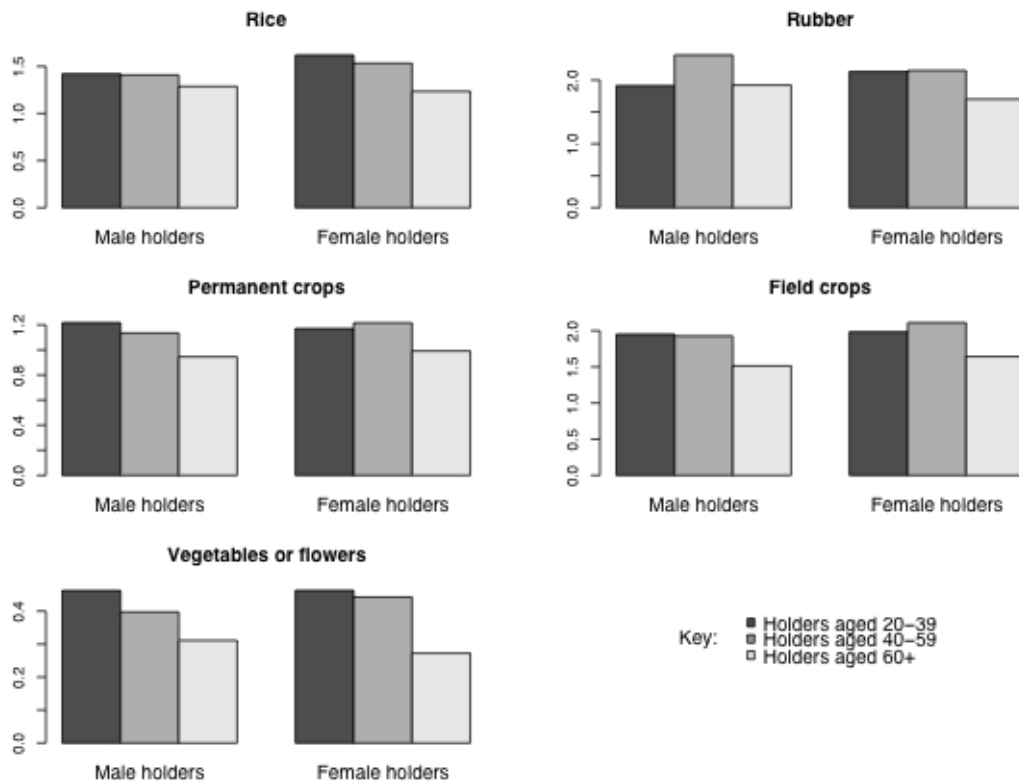 Rice
0.0 0.5 1.0 1.5
Male holders Female holders
Rubber
0.0 1.0 2.0
Male holders Female holders
Permanent crops
0.0 0.4 0.8 1.2
Male holders Female holders
Field crops
0.0 0.5 1.0 1.5 2.0
Male holders Female holders
Vegetables or flowers
0.0 0.2 0.4
Male holders Female holders
Key:
Holders aged 20–39
Holders aged 40–59
Holders aged 60+